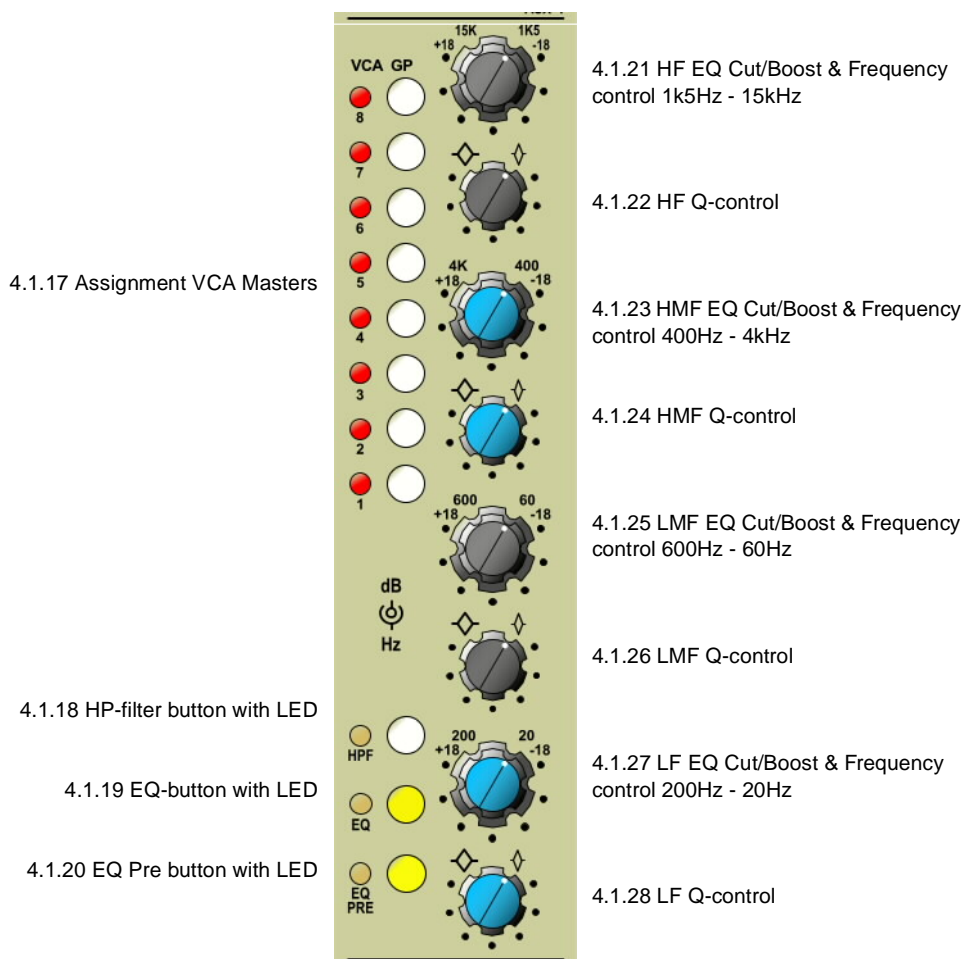 15K 1K5
+18 -18
VCA GP
8
7
6
5
4
3
2
1
4K 400
+18 -18
600 60
+18 -18
dB
Hz
200 20
+18 -18
HPF
EQ
EQ
PRE
4.1.17 Assignment VCA Masters
4.1.18 HP-filter button with LED
4.1.19 EQ-button with LED
4.1.20 EQ Pre button with LED
4.1.21 HF EQ Cut/Boost & Frequency
control 1k5Hz - 15kHz
4.1.22 HF Q-control
4.1.23 HMF EQ Cut/Boost & Frequency
control 400Hz - 4kHz
4.1.24 HMF Q-control
4.1.25 LMF EQ Cut/Boost & Frequency
control 600Hz - 60Hz
4.1.26 LMF Q-control
4.1.27 LF EQ Cut/Boost & Frequency
control 200Hz - 20Hz
4.1.28 LF Q-control